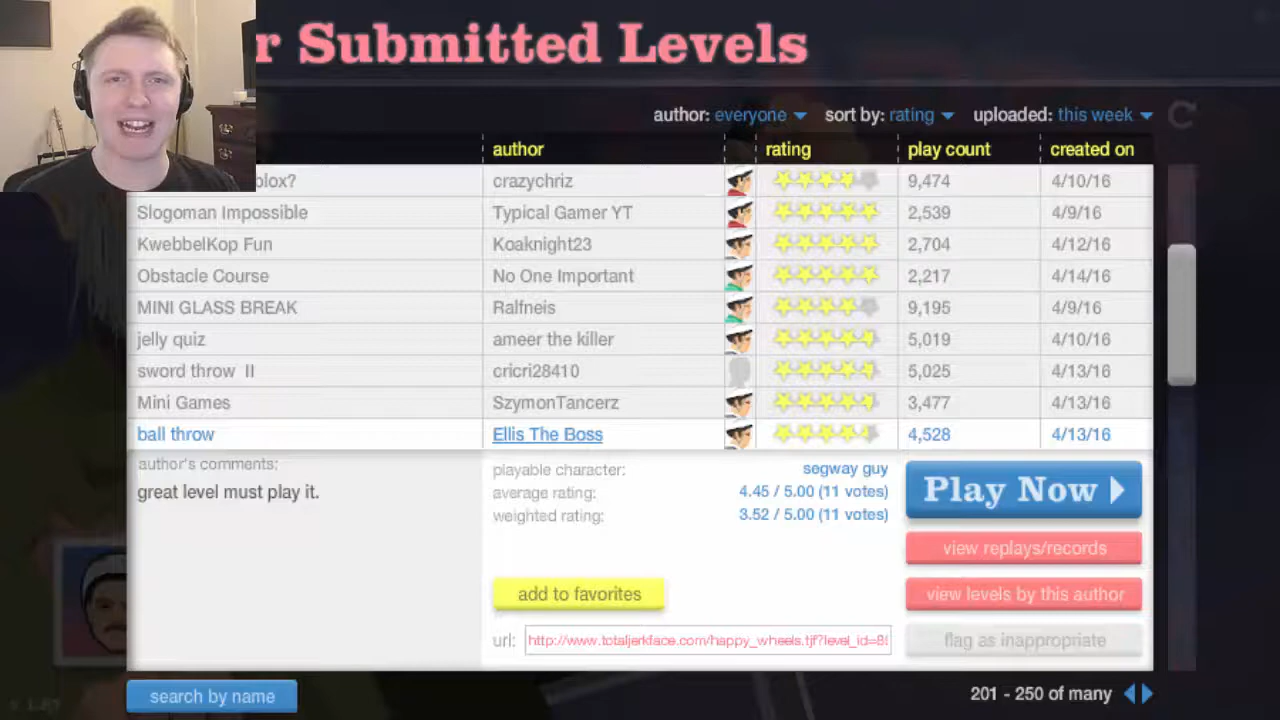 r Submitted Levels
author: everyone sort by: rating uploaded: this week
author rating play count created on
blox? crazychriz 9,474 4/10/16
Slogoman Impossible Typical Gamer YT 2,539 4/9/16
KwebbelKop Fun Koaknight23 2,704 4/12/16
Obstacle Course No One Important 2,217 4/14/16
MINI GLASS BREAK Ralfneis 9,195 4/9/16
jelly quiz ameer the killer 5,019 4/10/16
sword throw II cricri28410 5,025 4/13/16
Mini Games SzymonTancerz 3,477 4/13/16
ball throw Ellis The Boss 4,528 4/13/16
author's comments:
great level must play it.
playable character: segway guy
average rating: 4.45 / 5.00 (11 votes)
weighted rating: 3.52 / 5.00 (11 votes)
add to favorites
url: http://www.totaljerkface.com/happy_wheels.tjf?level_id=8
Play Now
view replays/records
view levels by this author
flag as inappropriate
search by name
201 - 250 of many